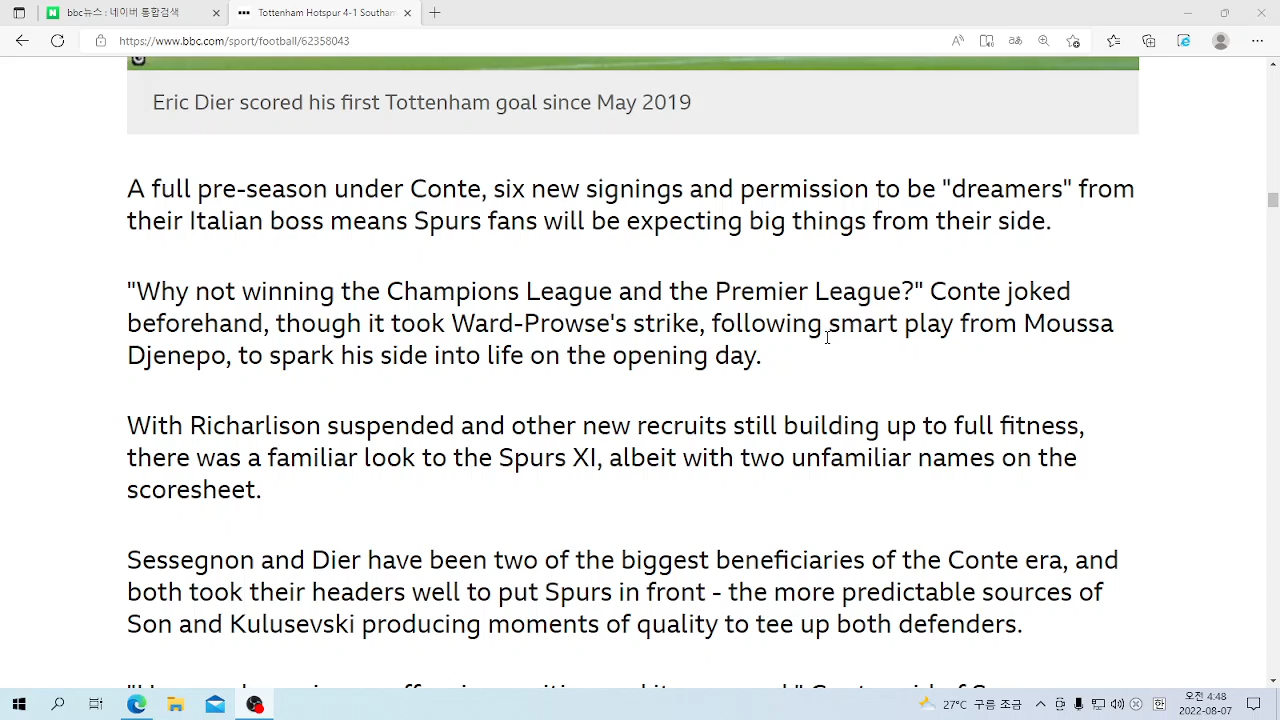 bbc뉴스 : 네이버 통합검색
Tottenham Hotspur 4-1 Southam
https://www.bbc.com/sport/football/62358043
Eric Dier scored his first Tottenham goal since May 2019
A full pre-season under Conte, six new signings and permission to be "dreamers" from
their Italian boss means Spurs fans will be expecting big things from their side.
"Why not winning the Champions League and the Premier League?" Conte joked
beforehand, though it took Ward-Prowse's strike, following smart play from Moussa
Djenepo, to spark his side into life on the opening day.
With Richarlison suspended and other new recruits still building up to full fitness,
there was a familiar look to the Spurs XI, albeit with two unfamiliar names on the
scoresheet.
Sessegnon and Dier have been two of the biggest beneficiaries of the Conte era, and
both took their headers well to put Spurs in front - the more predictable sources of
Son and Kulusevski producing moments of quality to tee up both defenders.
27°C 구름 조금
오전 4:48
2022-08-07